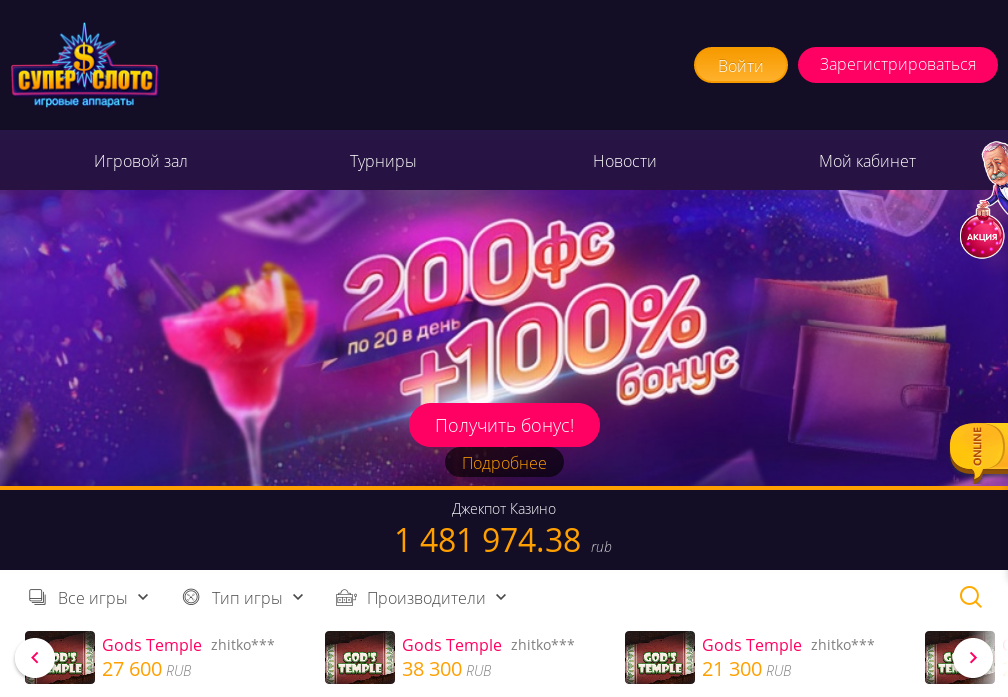 $
СУПЕР СЛОТС
игровые аппараты
Войти
Зарегистрироваться
Игровой зал
Турниры
Новости
Мой кабинет
АКЦИЯ
200фс
по 20 в день
+100%
бонус
Получить бонус!
Подробнее
ONLINE
Джекпот Казино
1 481 974.38 rub
Все игры
Тип игры
Производители
GOD'S TEMPLE
Gods Temple zhitko***
27 600 RUB
GOD'S TEMPLE
Gods Temple zhitko***
38 300 RUB
GOD'S TEMPLE
Gods Temple zhitko***
21 300 RUB